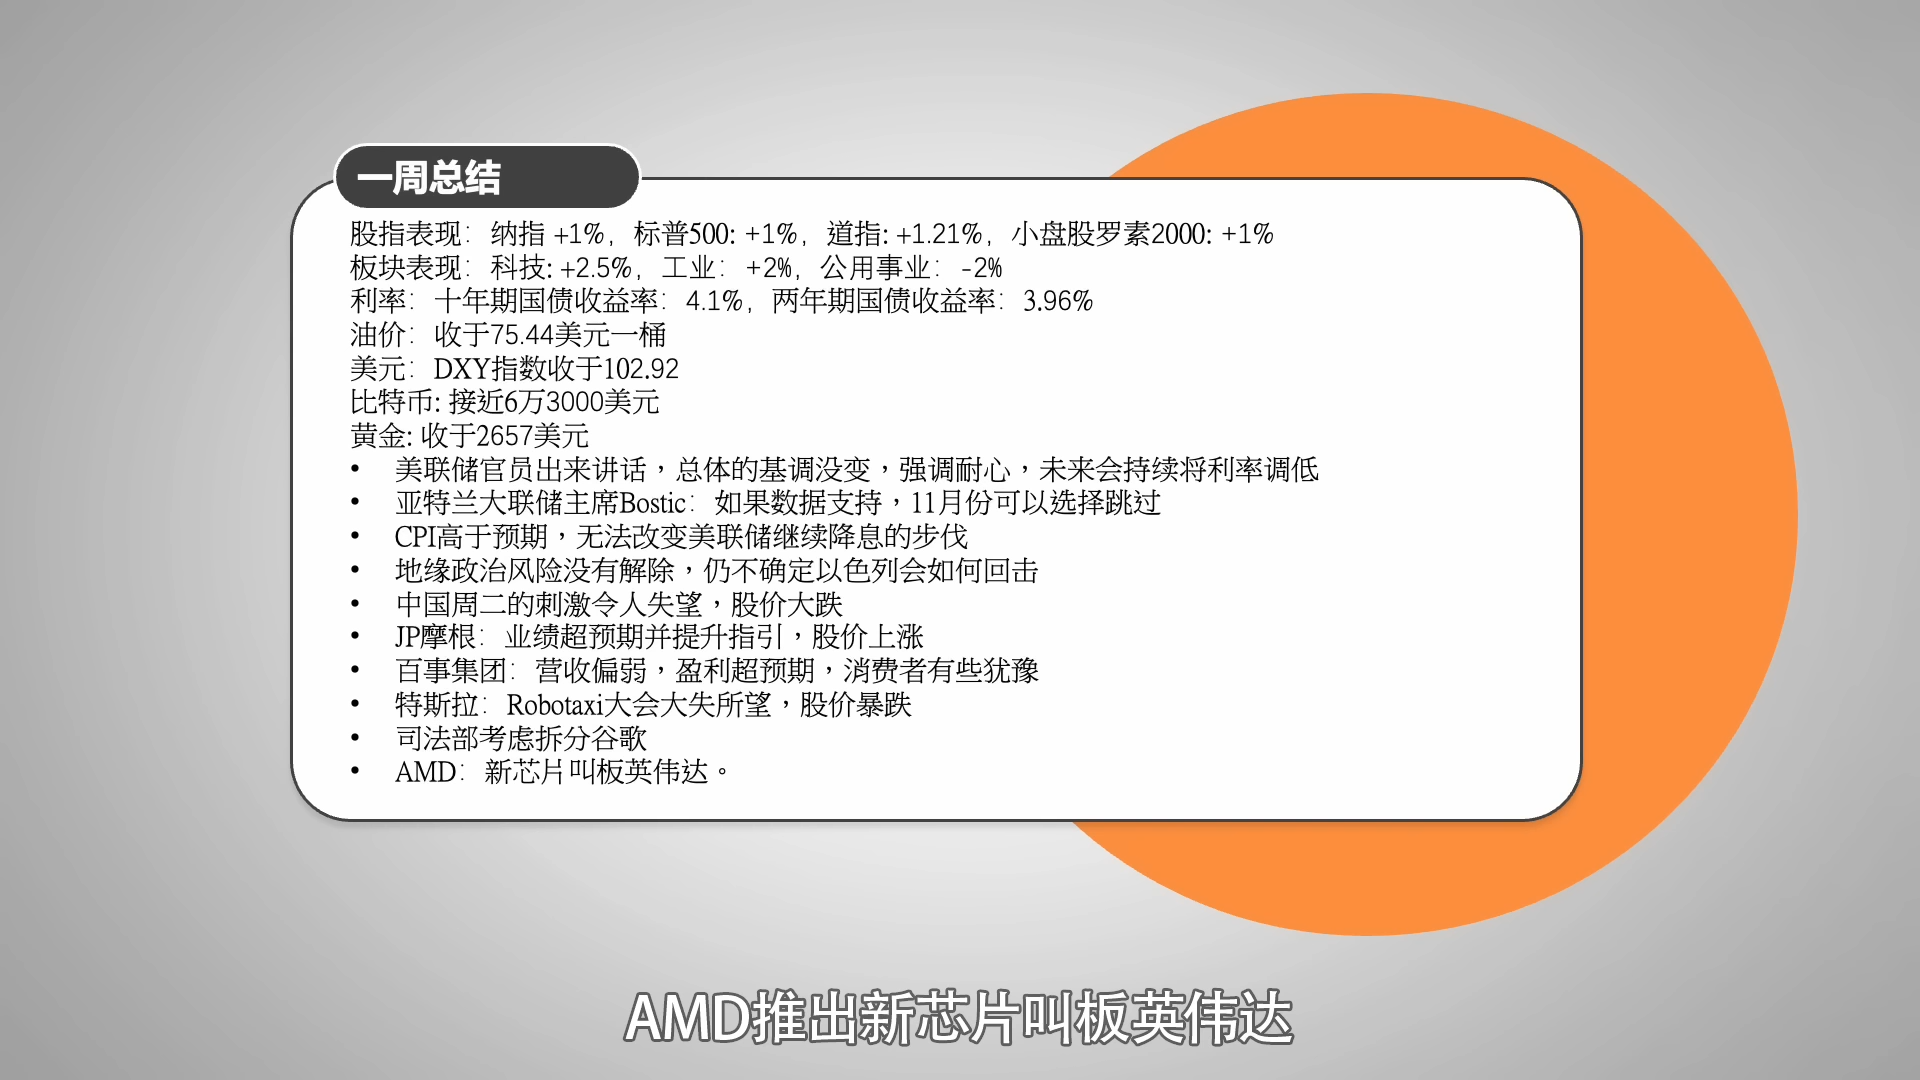 一周总结
股指表现：纳指 +1%，标普500: +1%，道指: +1.21%，小盘股罗素2000: +1%
板块表现：科技: +2.5%，工业：+2%，公用事业：-2%
利率：十年期国债收益率：4.1%，两年期国债收益率：3.96%
油价：收于75.44美元一桶
美元：DXY指数收于102.92
比特币: 接近6万3000美元
黄金: 收于2657美元
• 美联储官员出来讲话，总体的基调没变，强调耐心，未来会持续将利率调低
• 亚特兰大联储主席Bostic：如果数据支持，11月份可以选择跳过
• CPI高于预期，无法改变美联储继续降息的步伐
• 地缘政治风险没有解除，仍不确定以色列会如何回击
• 中国周二的刺激令人失望，股价大跌
• JP摩根：业绩超预期并提升指引，股价上涨
• 百事集团：营收偏弱，盈利超预期，消费者有些犹豫
• 特斯拉：Robotaxi大会大失所望，股价暴跌
• 司法部考虑拆分谷歌
• AMD：新芯片叫板英伟达。
AMD推出新芯片叫板英伟达